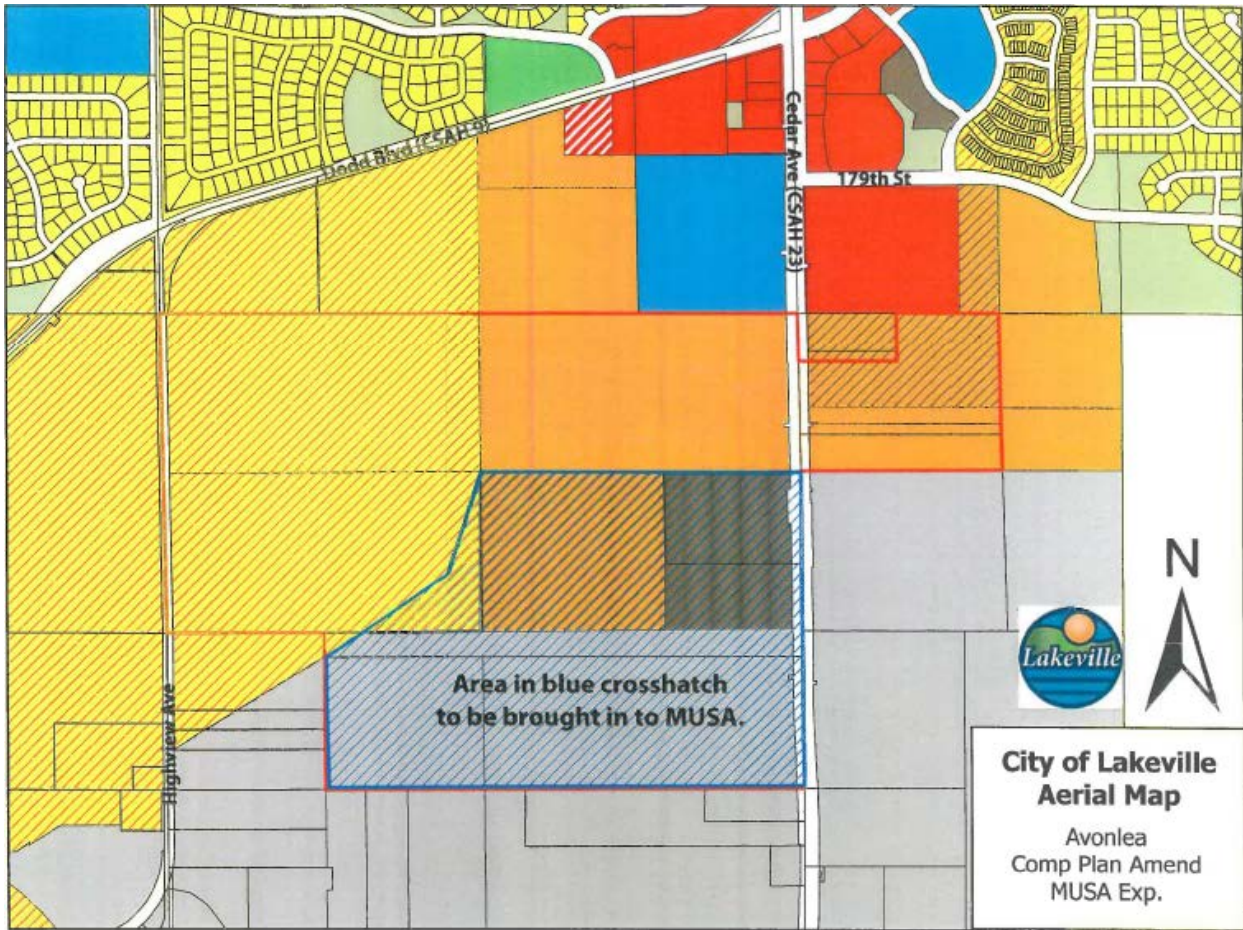 Dodd Blvd (CSAH 9)
Cedar Ave (CSAH 23)
179th St
N
Lakeville
Area in blue crosshatch
to be brought in to MUSA.
Highview Ave
City of Lakeville
Aerial Map
Avonlea
Comp Plan Amend
MUSA Exp.